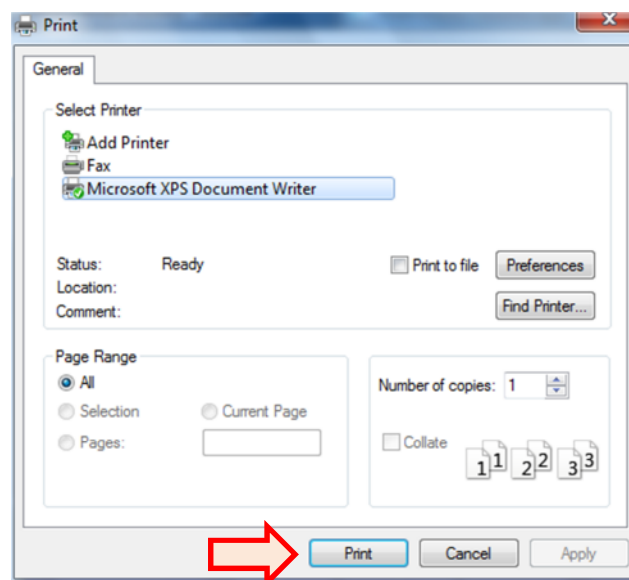 Print
General
Select Printer
Add Printer
Fax
Microsoft XPS Document Writer
Status: Ready
Print to file
Preferences
Location:
Comment:
Find Printer...
Page Range
All
Selection
Current Page
Pages:
Number of copies: 1
Collate
1 1 2 2 3 3
Print
Cancel
Apply